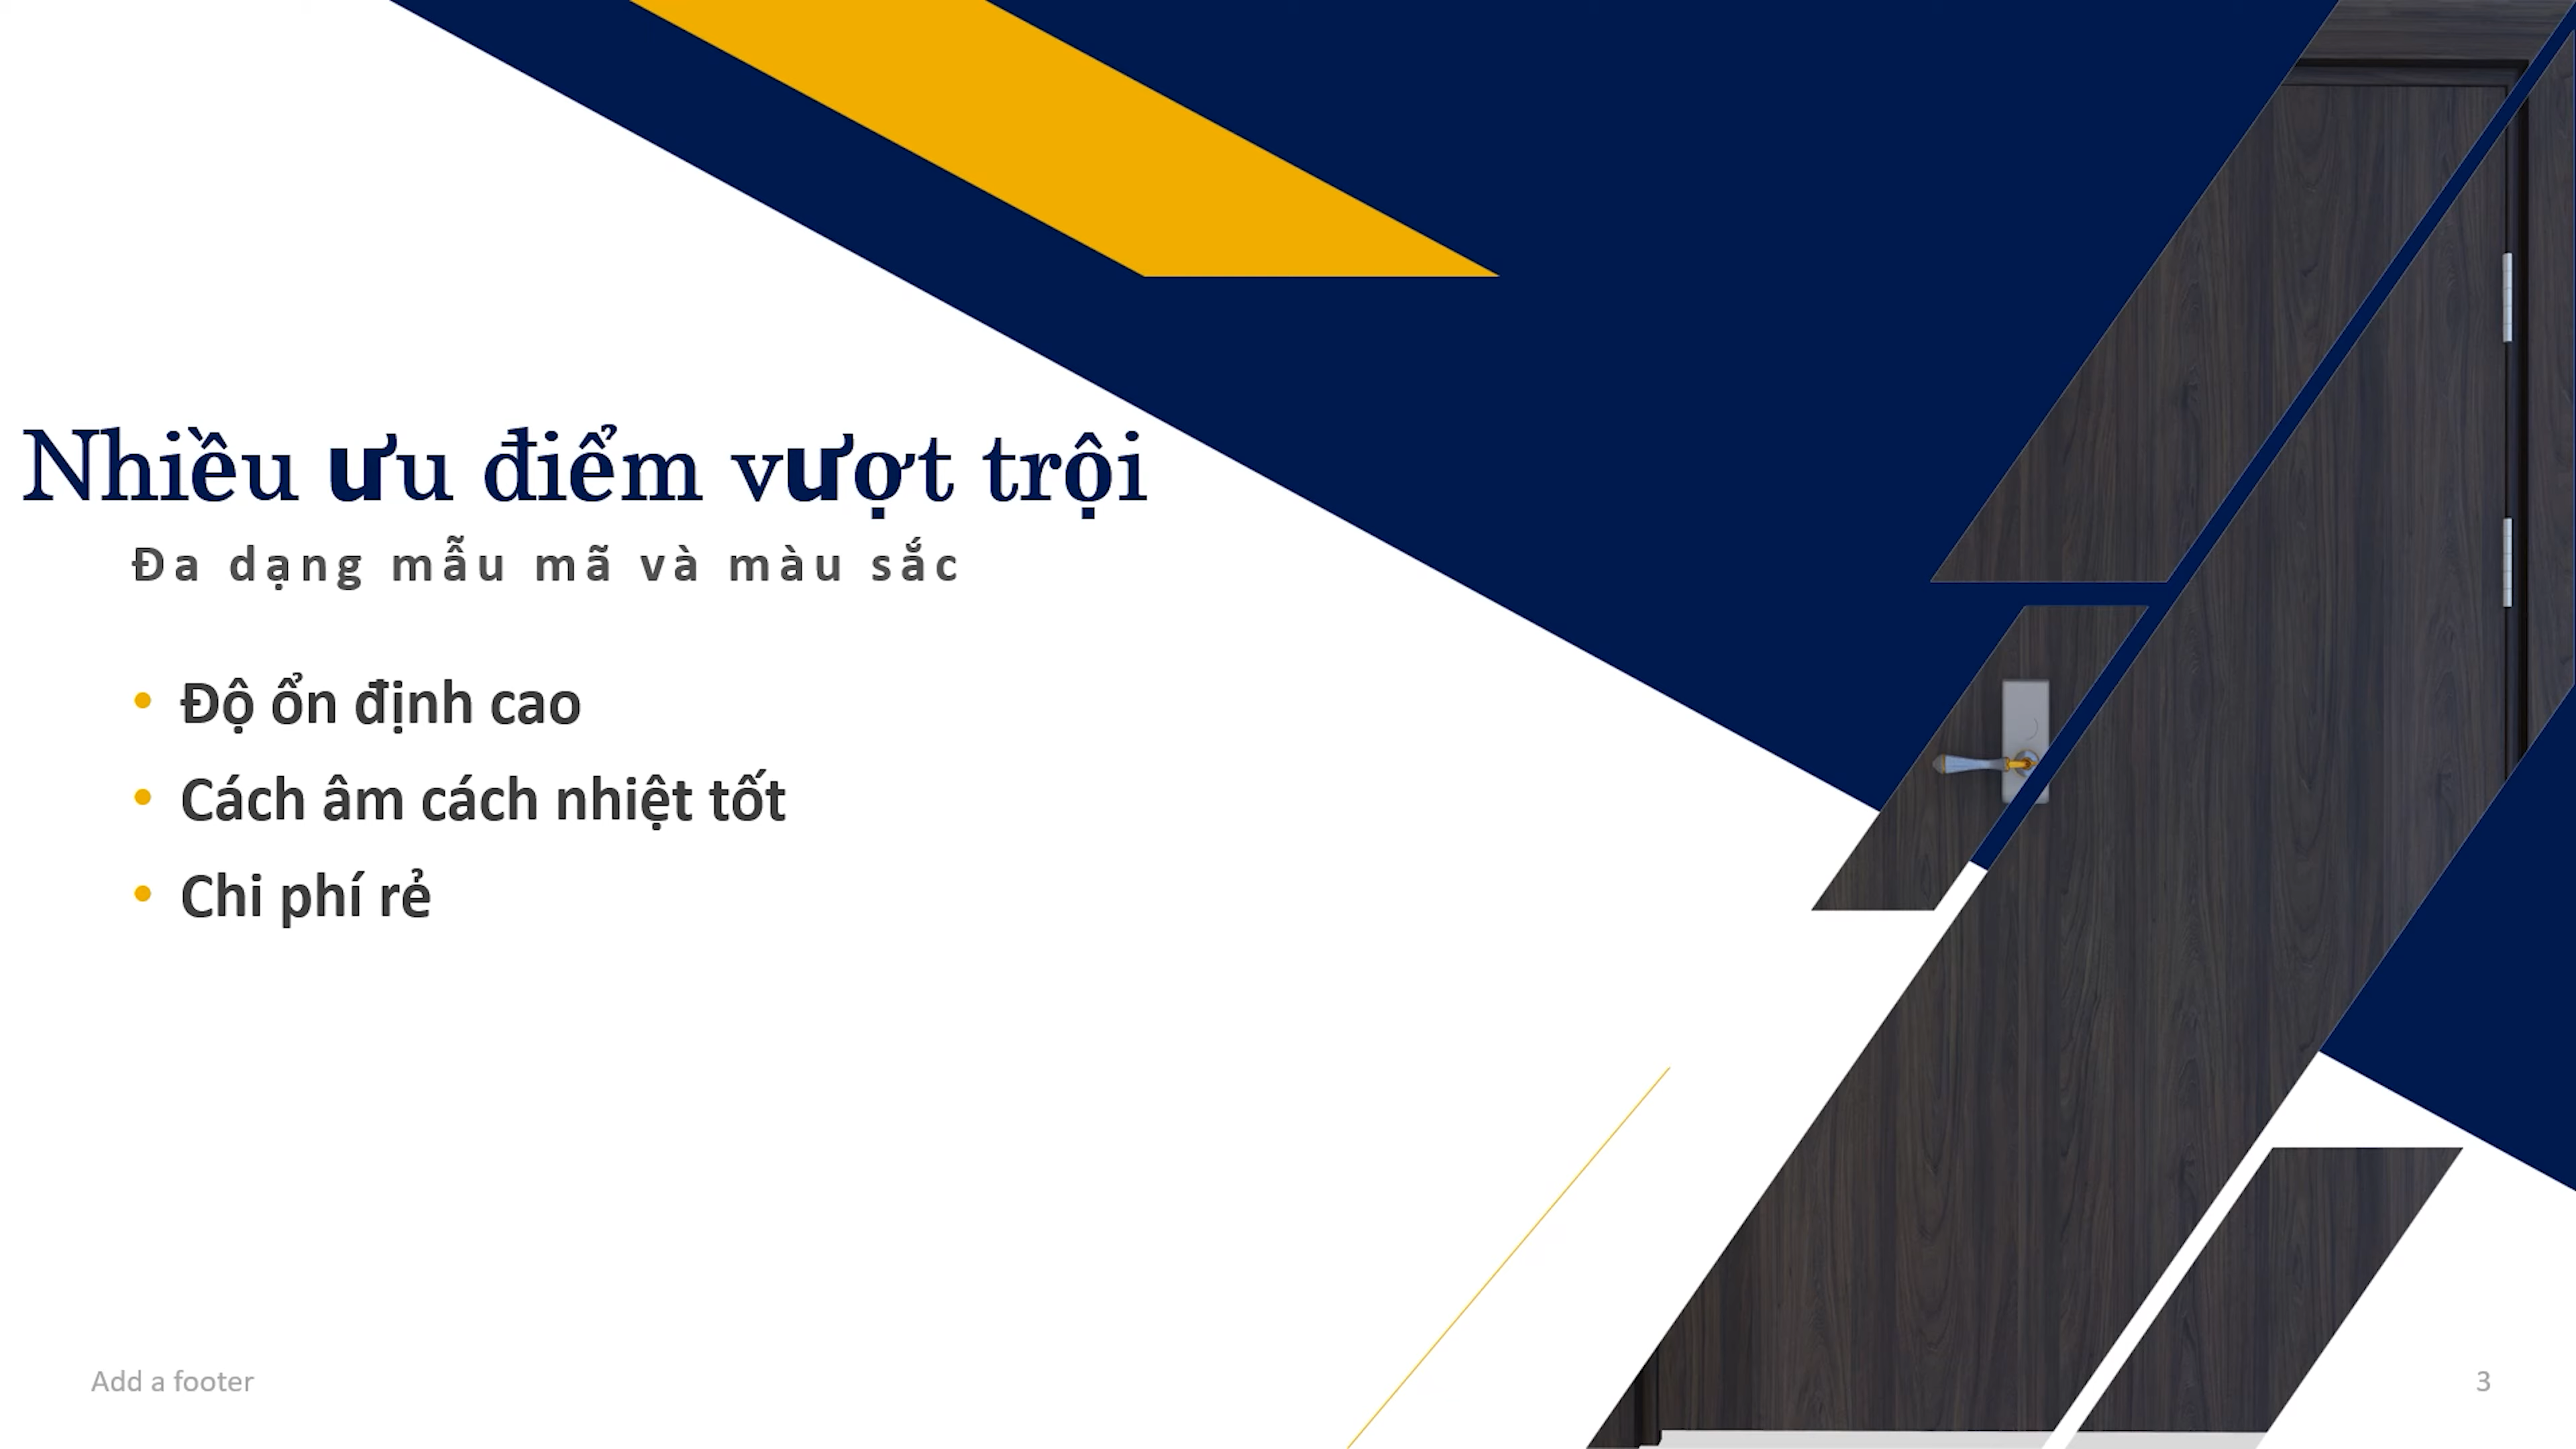 Nhiều ưu điểm vượt trội
Đa dạng mẫu mã và màu sắc
• Độ ổn định cao
• Cách âm cách nhiệt tốt
• Chi phí rẻ
Add a footer
3